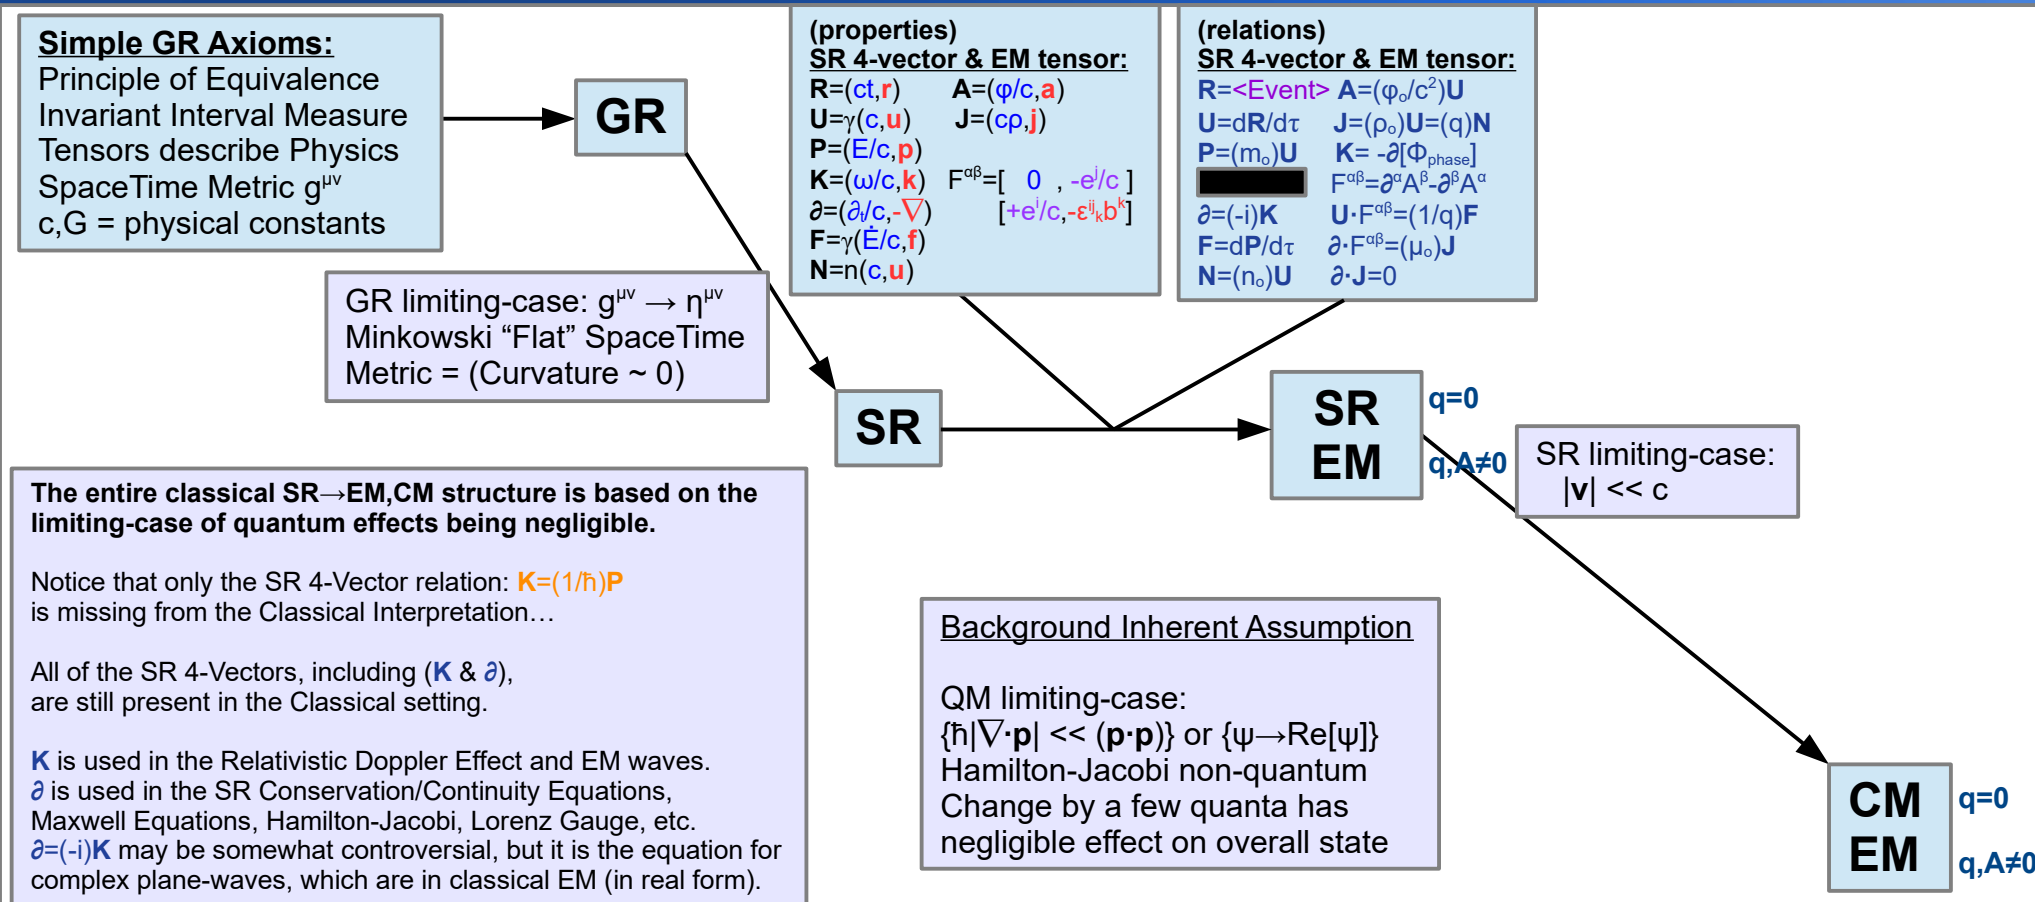 Simple GR Axioms:
Principle of Equivalence
Invariant Interval Measure
Tensors describe Physics
SpaceTime Metric gᵘᵛ
c,G = physical constants
GR
GR limiting-case: gᵘᵛ → ηᵘᵛ
Minkowski “Flat” SpaceTime
Metric = (Curvature ~ 0)
SR
(properties)
SR 4-vector & EM tensor:
R=(ct,r) A=(φ/c,a)
U=γ(c,u) J=(cρ,j)
P=(E/c,p)
K=(ω/c,k) Fᵅᵝ=[ 0 , -eʲ/c ]
∂=(∂ₜ/c,-∇) [+eⁱ/c,-εⁱʲₖbᵏ]
F=γ(Ė/c,f)
N=n(c,u)
(relations)
SR 4-vector & EM tensor:
R=<Event> A=(φₒ/c²)U
U=dR/dτ J=(ρₒ)U=(q)N
P=(mₒ)U K= -∂[Φphase]
Fᵅᵝ=∂ᵅAᵝ-∂ᵝAᵅ
∂=(-i)K U·Fᵅᵝ=(1/q)F
F=dP/dτ ∂·Fᵅᵝ=(μₒ)J
N=(nₒ)U ∂·J=0
SR
EM
q=0
q,A≠0
SR limiting-case:
|v| << c
The entire classical SR→EM,CM structure is based on the
limiting-case of quantum effects being negligible.
Notice that only the SR 4-Vector relation: K=(1/ħ)P
is missing from the Classical Interpretation…
All of the SR 4-Vectors, including (K & ∂),
are still present in the Classical setting.
K is used in the Relativistic Doppler Effect and EM waves.
∂ is used in the SR Conservation/Continuity Equations,
Maxwell Equations, Hamilton-Jacobi, Lorenz Gauge, etc.
∂=(-i)K may be somewhat controversial, but it is the equation for
complex plane-waves, which are in classical EM (in real form).
Background Inherent Assumption
QM limiting-case:
{ħ|∇·p| << (p·p)} or {ψ→Re[ψ]}
Hamilton-Jacobi non-quantum
Change by a few quanta has
negligible effect on overall state
CM
EM
q=0
q,A≠0